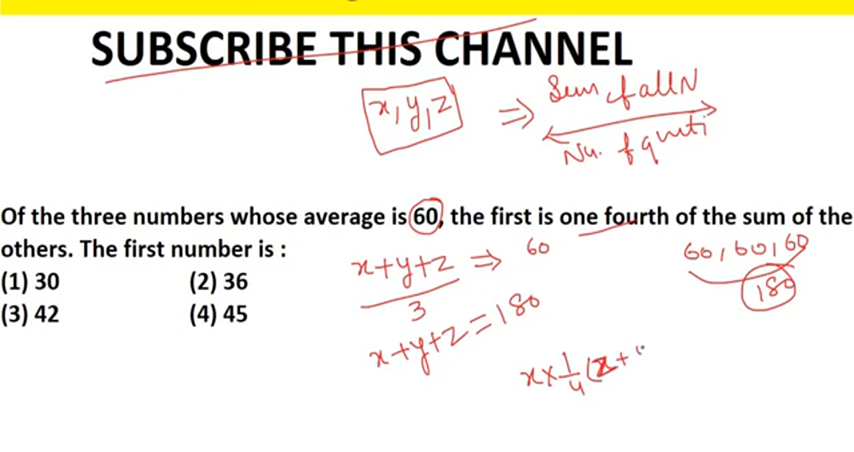 SUBSCRIBE THIS CHANNEL
x, y, z ⇒ Sum of all N
Nu. of qunti
Of the three numbers whose average is 60, the first is one fourth of the sum of the
others. The first number is :
(1) 30 (2) 36
(3) 42 (4) 45
x+y+z ⇒ 60
3
x+y+z=180
60, 60, 60
180
x×1/4(z+